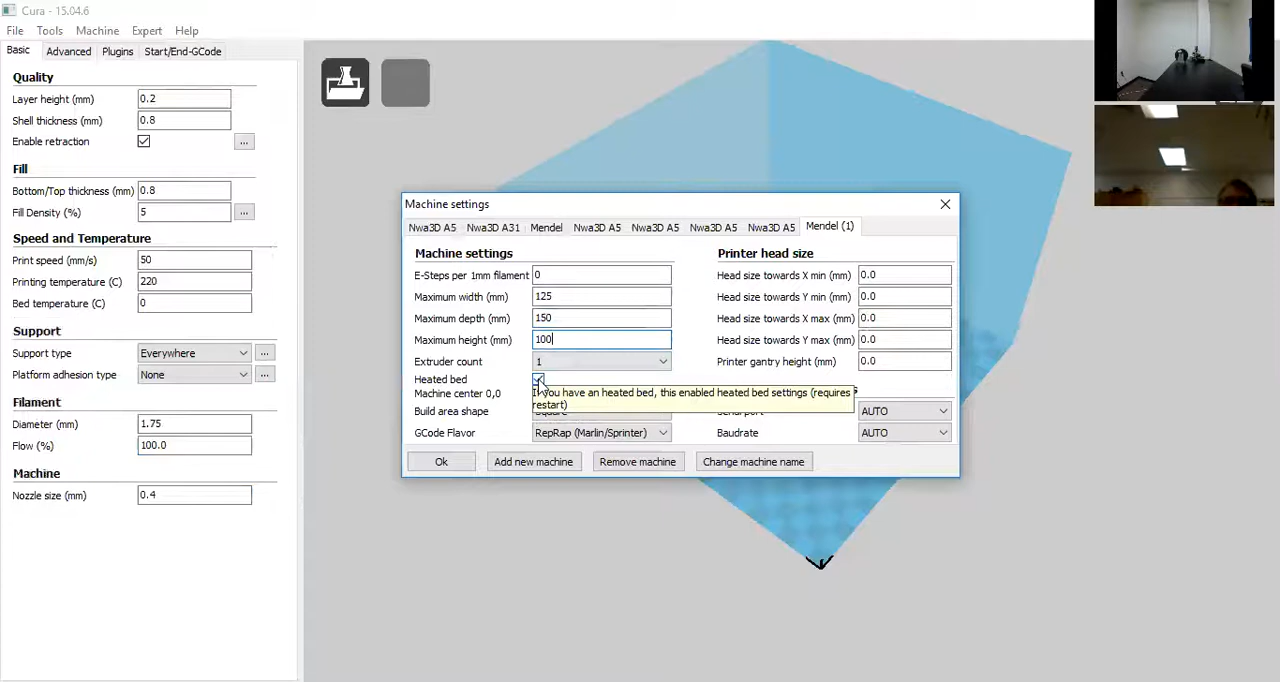 Cura - 15.04.6
File Tools Machine Expert Help
Basic Advanced Plugins Start/End-GCode
Quality
Layer height (mm) 0.2
Shell thickness (mm) 0.8
Enable retraction ...
Fill
Bottom/Top thickness (mm) 0.8
Fill Density (%) 5 ...
Speed and Temperature
Print speed (mm/s) 50
Printing temperature (C) 220
Bed temperature (C) 0
Support
Support type Everywhere ...
Platform adhesion type None ...
Filament
Diameter (mm) 1.75
Flow (%) 100.0
Machine
Nozzle size (mm) 0.4
Machine settings
Nwa3D A5 Nwa3D A31 Mendel Nwa3D A5 Nwa3D A5 Nwa3D A5 Nwa3D A5 Mendel (1)
Machine settings
E-Steps per 1mm filament 0
Maximum width (mm) 125
Maximum depth (mm) 150
Maximum height (mm) 100
Extruder count 1
Heated bed
Machine center 0,0
Build area shape Square
GCode Flavor RepRap (Marlin/Sprinter)
Printer head size
Head size towards X min (mm) 0.0
Head size towards Y min (mm) 0.0
Head size towards X max (mm) 0.0
Head size towards Y max (mm) 0.0
Printer gantry height (mm) 0.0
you have an heated bed, this enabled heated bed settings (requires
restart)
Serial port AUTO
Baudrate AUTO
Ok Add new machine Remove machine Change machine name